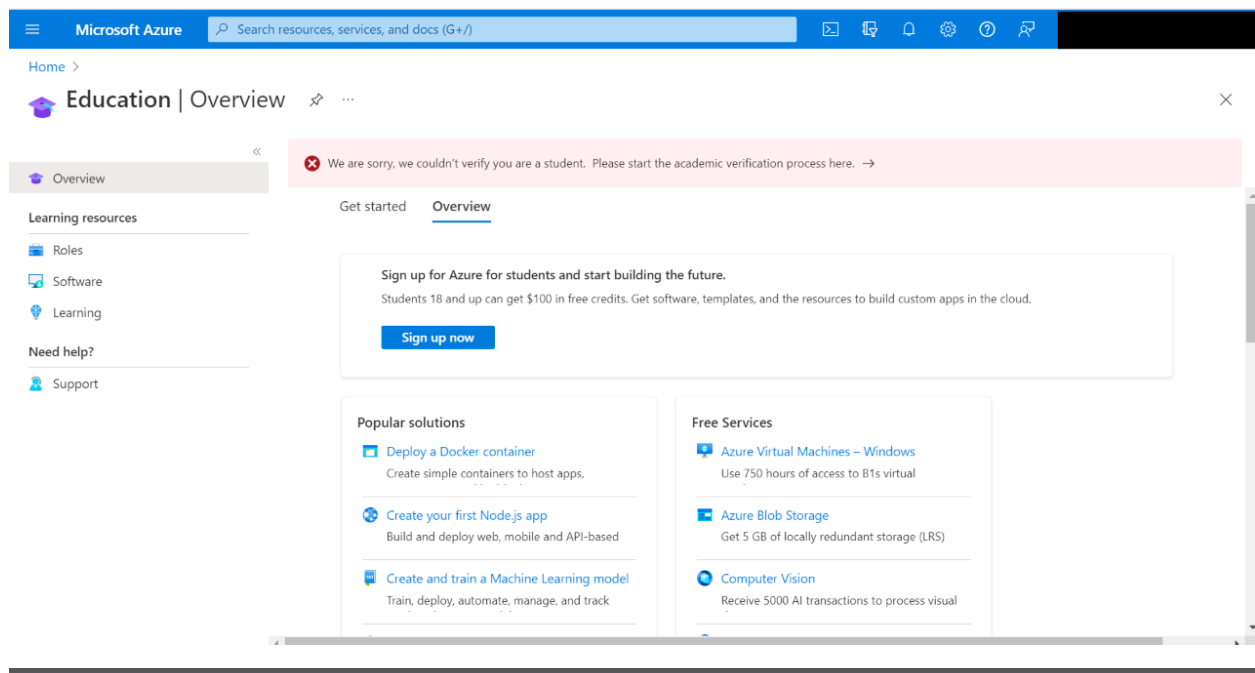 Microsoft Azure
Search resources, services, and docs (G+/)
Home >
Education | Overview
We are sorry, we couldn't verify you are a student. Please start the academic verification process here. →
Overview
Learning resources
Roles
Software
Learning
Need help?
Support
Get started Overview
Sign up for Azure for students and start building the future.
Students 18 and up can get $100 in free credits. Get software, templates, and the resources to build custom apps in the cloud.
Sign up now
Popular solutions
Deploy a Docker container
Create simple containers to host apps,
Create your first Node.js app
Build and deploy web, mobile and API-based
Create and train a Machine Learning model
Train, deploy, automate, manage, and track
Free Services
Azure Virtual Machines – Windows
Use 750 hours of access to B1s virtual
Azure Blob Storage
Get 5 GB of locally redundant storage (LRS)
Computer Vision
Receive 5000 AI transactions to process visual